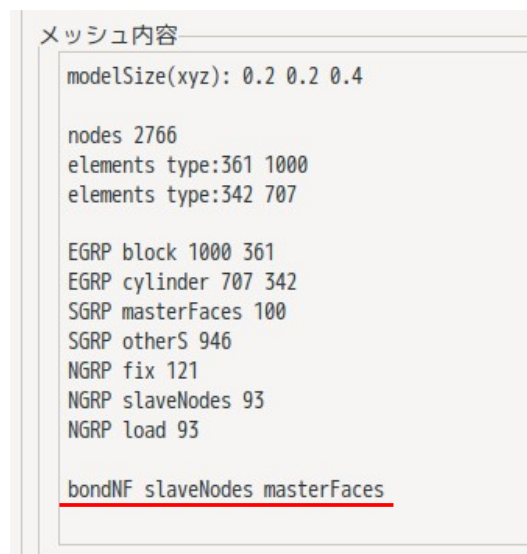 メッシュ内容
modelSize(xyz): 0.2 0.2 0.4
nodes 2766
elements type:361 1000
elements type:342 707
EGRP block 1000 361
EGRP cylinder 707 342
SGRP masterFaces 100
SGRP otherS 946
NGRP fix 121
NGRP slaveNodes 93
NGRP load 93
bondNF slaveNodes masterFaces